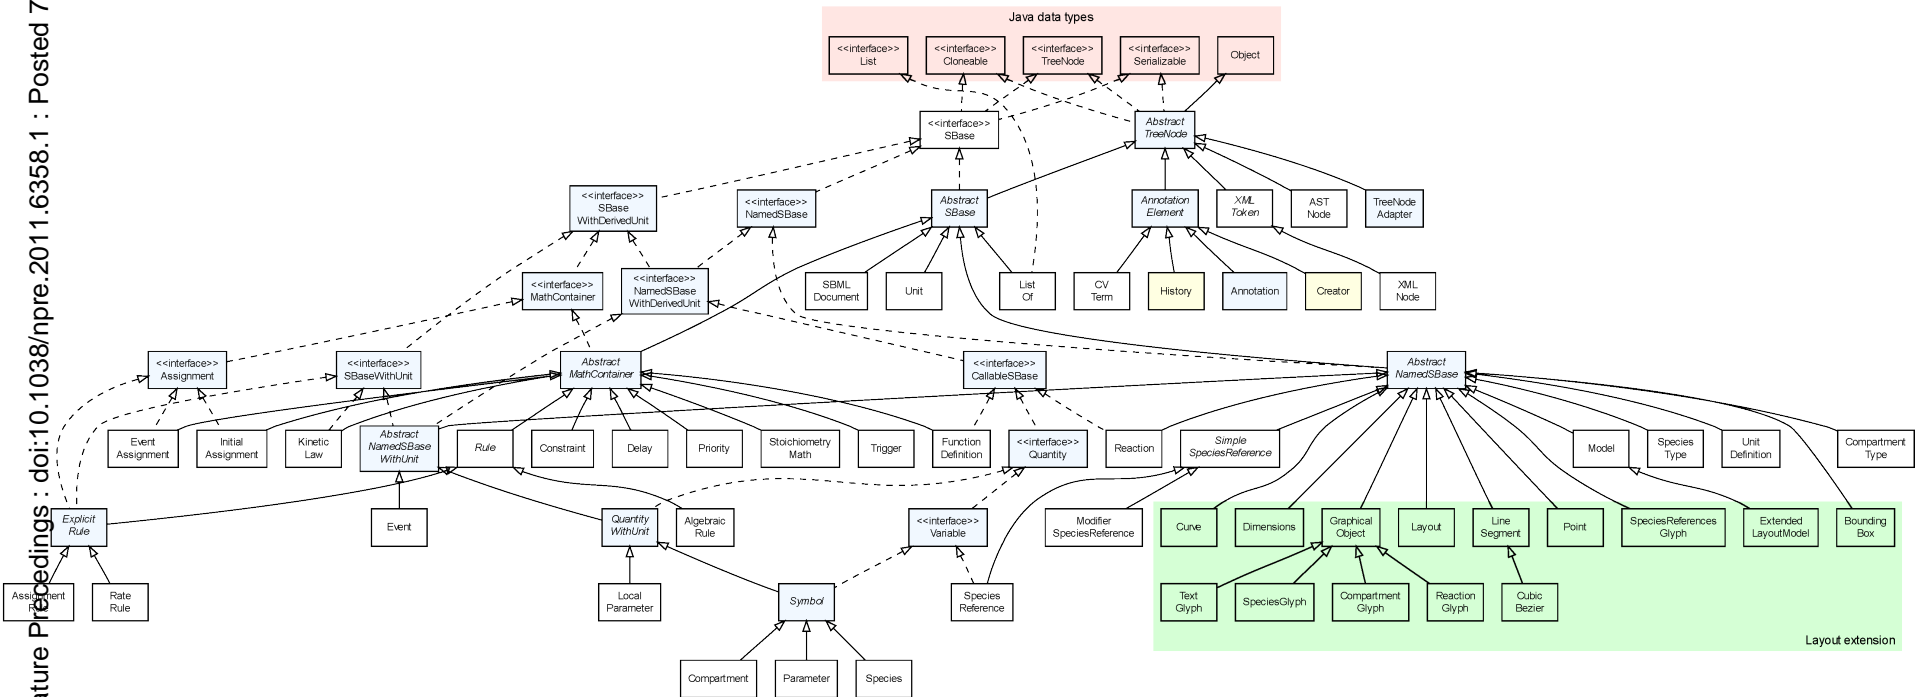 ature Precedings : doi:10.1038/npre.2011.6358.1 : Posted 7
Java data types
<<interface>>
List
<<interface>>
Cloneable
<<interface>>
TreeNode
<<interface>>
Serializable
Object
<<interface>>
SBase
Abstract
TreeNode
<<interface>>
SBase
WithDerivedUnit
<<interface>>
NamedSBase
Abstract
SBase
Annotation
Element
XML
Token
AST
Node
TreeNode
Adapter
<<interface>>
MathContainer
<<interface>>
NamedSBase
WithDerivedUnit
SBML
Document
Unit
List
Of
CV
Term
History
Annotation
Creator
XML
Node
<<interface>>
Assignment
<<interface>>
SBaseWithUnit
Abstract
MathContainer
<<interface>>
CallableSBase
Abstract
NamedSBase
Event
Assignment
Initial
Assignment
Kinetic
Law
Abstract
NamedSBase
WithUnit
Rule
Constraint
Delay
Priority
Stoichiometry
Math
Trigger
Function
Definition
<<interface>>
Quantity
Reaction
Simple
SpeciesReference
Model
Species
Type
Unit
Definition
Compartment
Type
Explicit
Rule
Event
Quantity
WithUnit
Algebraic
Rule
<<interface>>
Variable
Modifier
SpeciesReference
Curve
Dimensions
Graphical
Object
Layout
Line
Segment
Point
SpeciesReferences
Glyph
Extended
LayoutModel
Bounding
Box
Assignment
Rule
Rate
Rule
Local
Parameter
Symbol
Species
Reference
Text
Glyph
SpeciesGlyph
Compartment
Glyph
Reaction
Glyph
Cubic
Bezier
Layout extension
Compartment
Parameter
Species